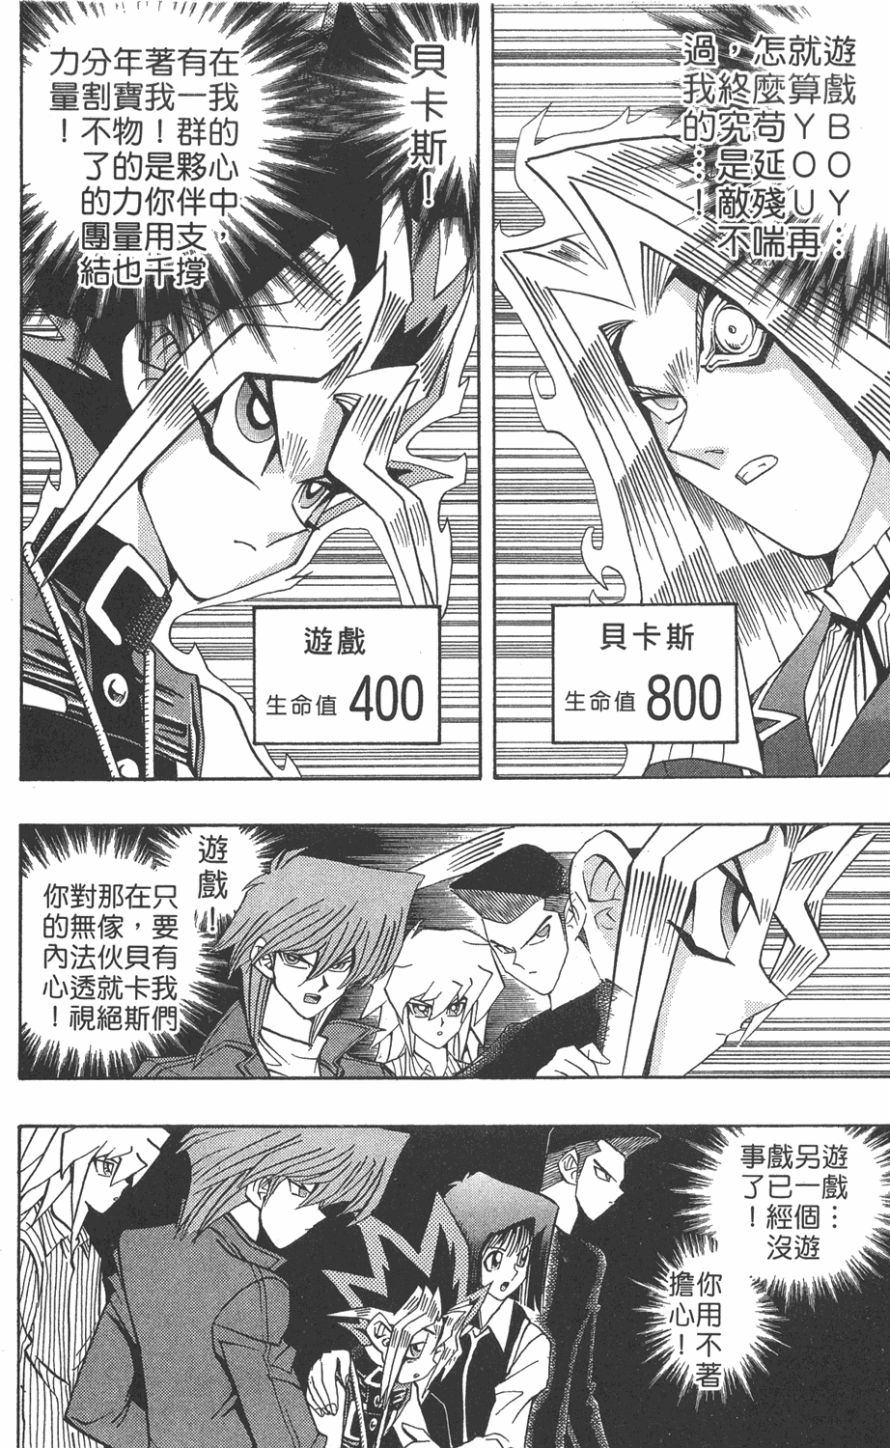 遊戲BOY…
就算YOU再
怎麼苟延殘喘
，終究是敵不
過我的…！
貝卡斯！
在我的心中，
有一群夥伴支撐
著我！是你用千
年寶物的力量也
分割不了的團結
力量！
貝卡斯
生命值 800
遊戲
生命值 400
遊戲！
只要有我們
在，貝卡斯
那傢伙就絕
對無法透視
你的內心！
遊戲…
另一個遊
戲已經沒
事了！
你用不著
擔心！